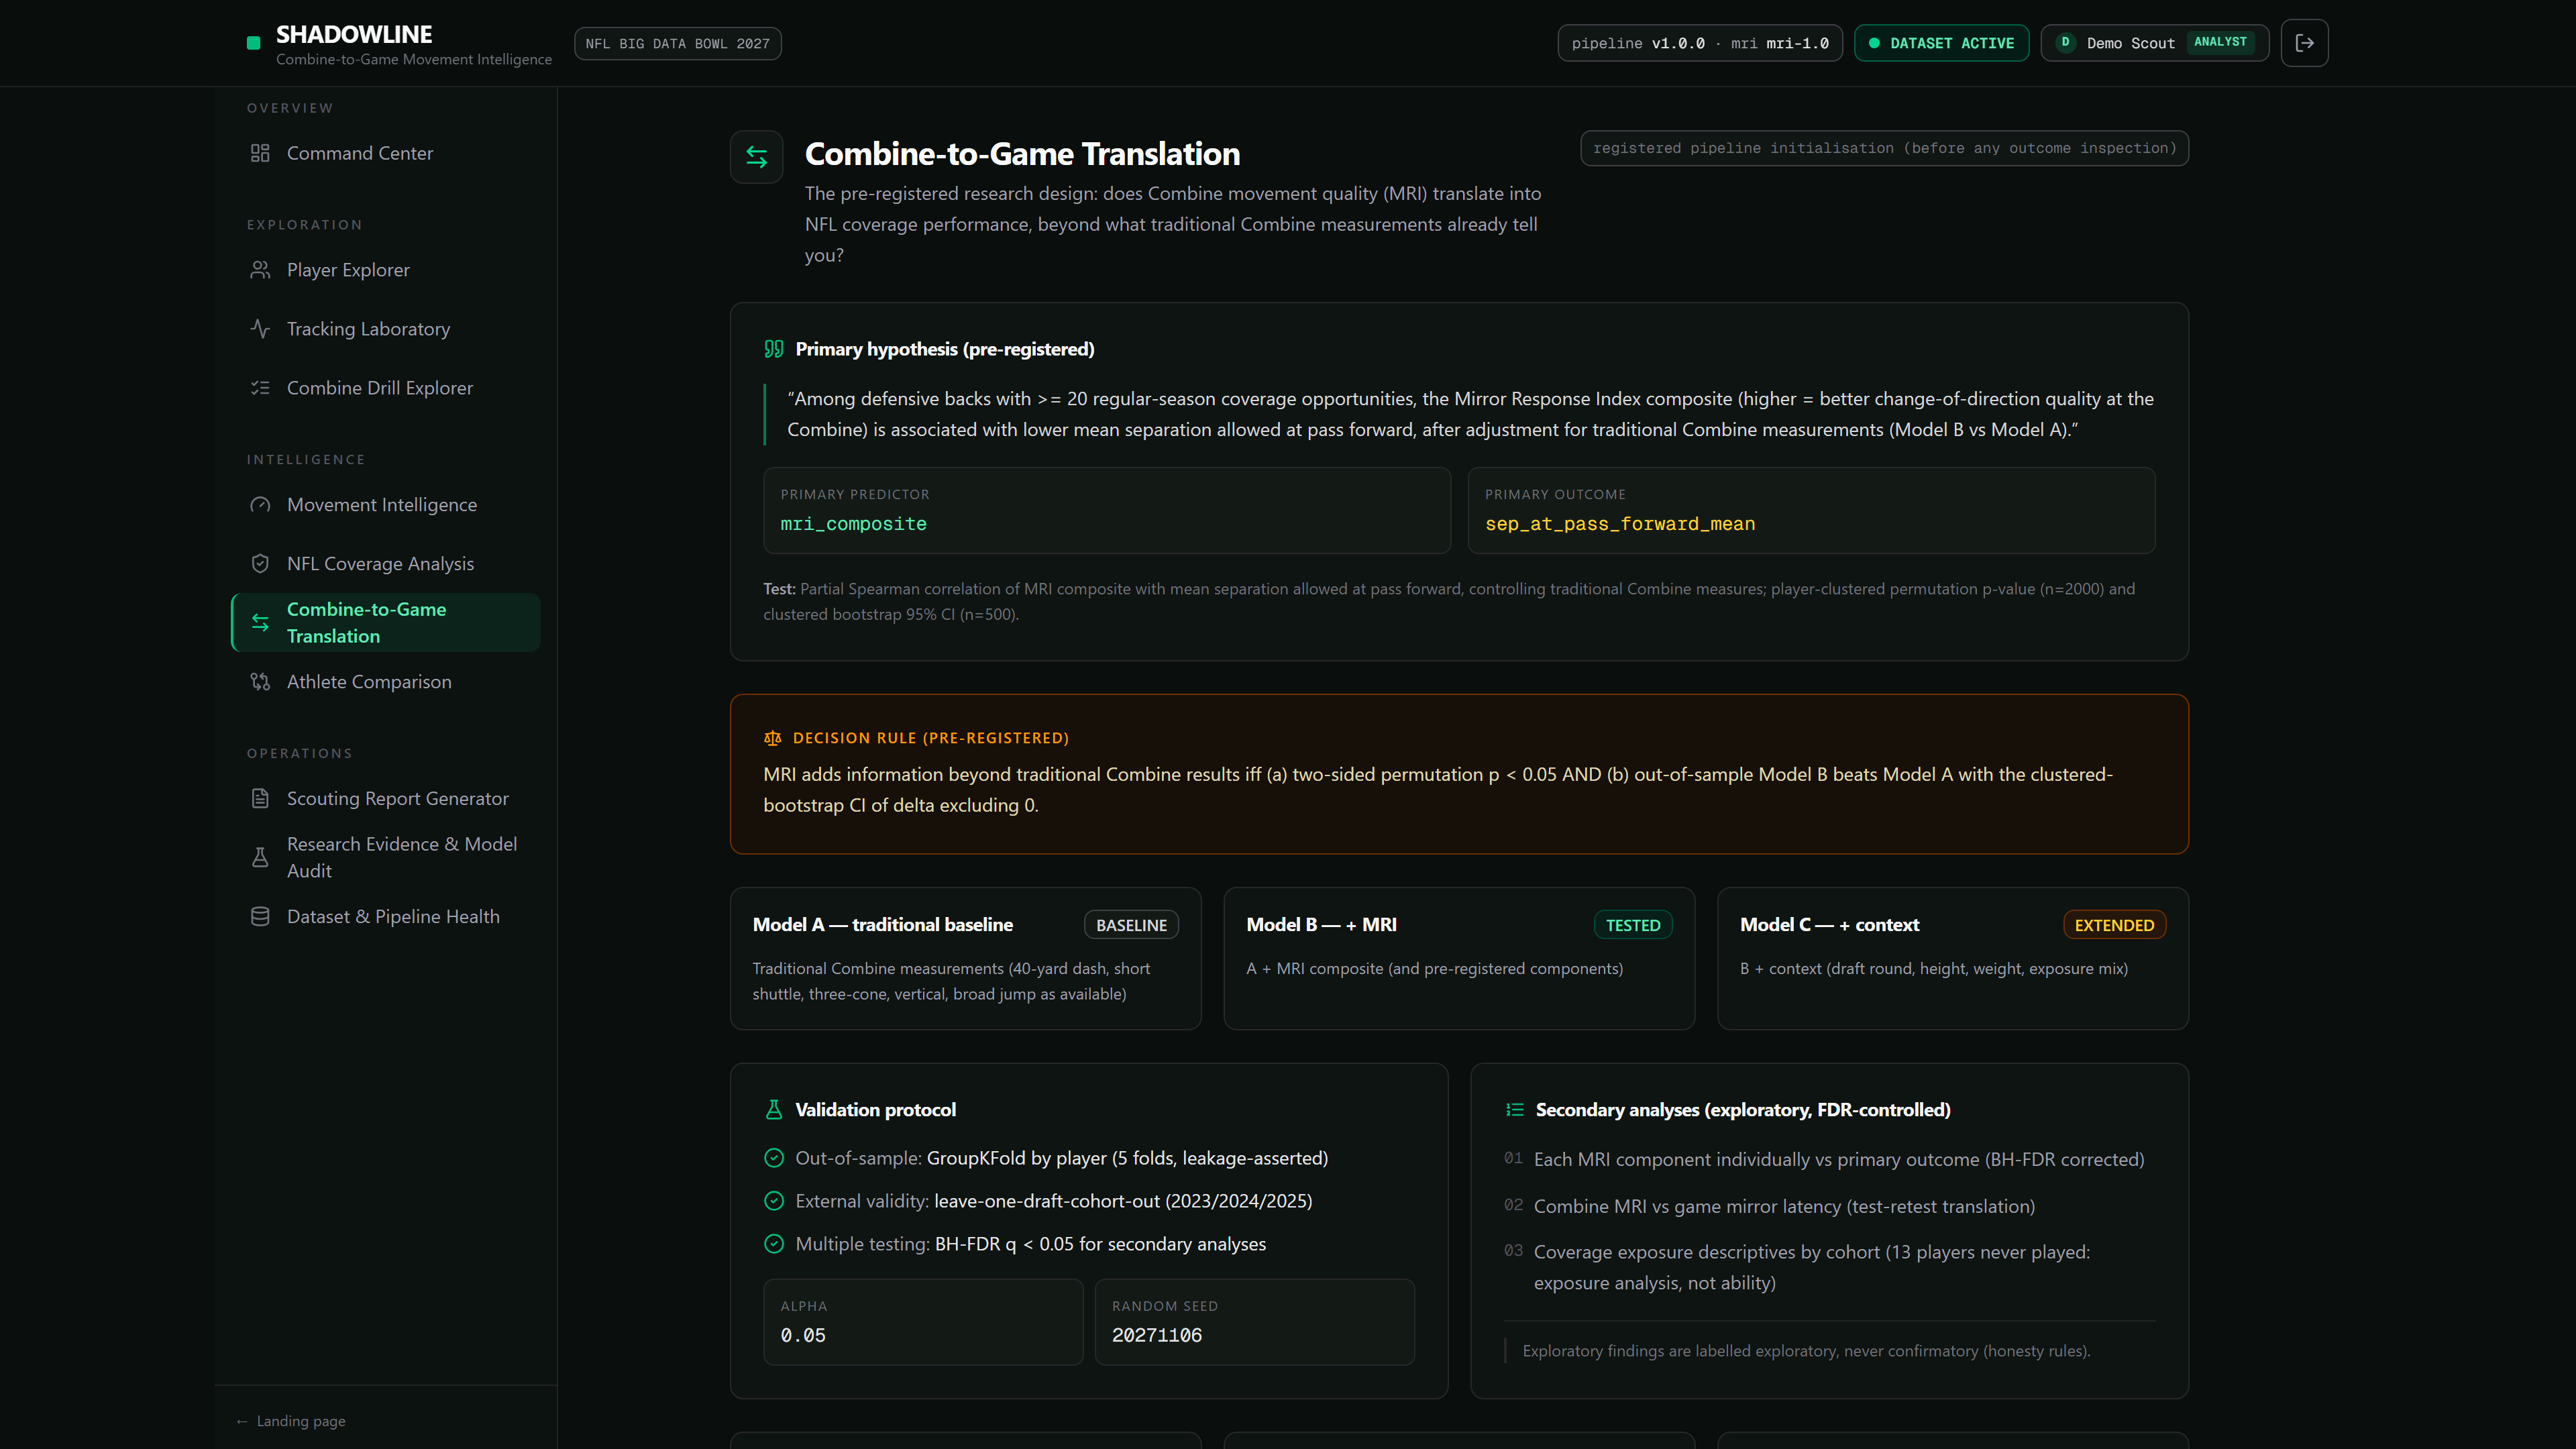 SHADOWLINE
Combine-to-Game Movement Intelligence
NFL BIG DATA BOWL 2027
pipeline v1.0.0 · mri mri-1.0
DATASET ACTIVE
D Demo Scout ANALYST
OVERVIEW
Command Center
EXPLORATION
Player Explorer
Tracking Laboratory
Combine Drill Explorer
INTELLIGENCE
Movement Intelligence
NFL Coverage Analysis
Combine-to-Game
Translation
Athlete Comparison
OPERATIONS
Scouting Report Generator
Research Evidence & Model
Audit
Dataset & Pipeline Health
← Landing page
Combine-to-Game Translation
registered pipeline initialisation (before any outcome inspection)
The pre-registered research design: does Combine movement quality (MRI) translate into
NFL coverage performance, beyond what traditional Combine measurements already tell
you?
Primary hypothesis (pre-registered)
“Among defensive backs with >= 20 regular-season coverage opportunities, the Mirror Response Index composite (higher = better change-of-direction quality at the
Combine) is associated with lower mean separation allowed at pass forward, after adjustment for traditional Combine measurements (Model B vs Model A).”
PRIMARY PREDICTOR
mri_composite
PRIMARY OUTCOME
sep_at_pass_forward_mean
Test: Partial Spearman correlation of MRI composite with mean separation allowed at pass forward, controlling traditional Combine measures; player-clustered permutation p-value (n=2000) and
clustered bootstrap 95% CI (n=500).
DECISION RULE (PRE-REGISTERED)
MRI adds information beyond traditional Combine results iff (a) two-sided permutation p < 0.05 AND (b) out-of-sample Model B beats Model A with the clustered-
bootstrap CI of delta excluding 0.
Model A — traditional baseline
BASELINE
Traditional Combine measurements (40-yard dash, short
shuttle, three-cone, vertical, broad jump as available)
Model B — + MRI
TESTED
A + MRI composite (and pre-registered components)
Model C — + context
EXTENDED
B + context (draft round, height, weight, exposure mix)
Validation protocol
Out-of-sample: GroupKFold by player (5 folds, leakage-asserted)
External validity: leave-one-draft-cohort-out (2023/2024/2025)
Multiple testing: BH-FDR q < 0.05 for secondary analyses
ALPHA
0.05
RANDOM SEED
20271106
Secondary analyses (exploratory, FDR-controlled)
01 Each MRI component individually vs primary outcome (BH-FDR corrected)
02 Combine MRI vs game mirror latency (test-retest translation)
03 Coverage exposure descriptives by cohort (13 players never played:
exposure analysis, not ability)
Exploratory findings are labelled exploratory, never confirmatory (honesty rules).